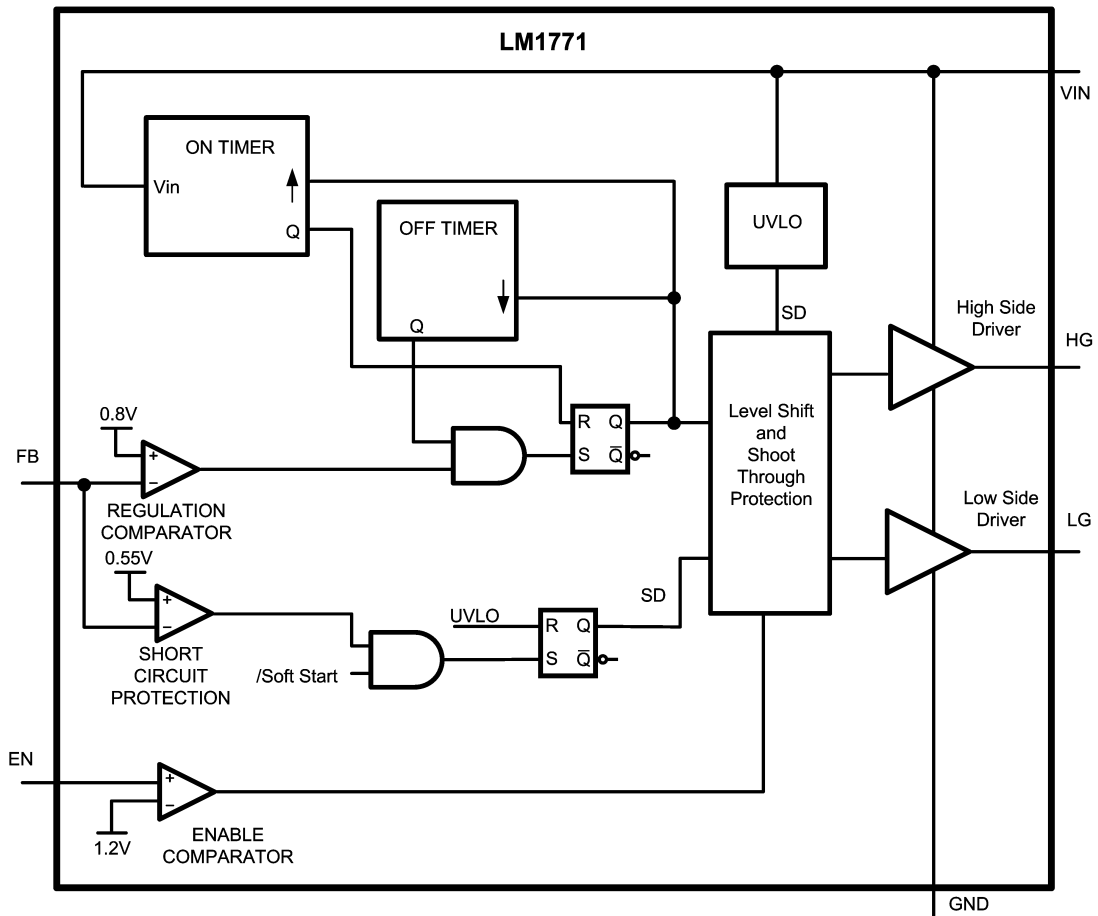 LM1771
VIN
ON TIMER
Vin
Q
OFF TIMER
Q
UVLO
SD
High Side
Driver
HG
0.8V
FB
+
−
REGULATION
COMPARATOR
R Q
S Q̅
Level Shift
and
Shoot
Through
Protection
Low Side
Driver
LG
0.55V
+
−
SHORT
CIRCUIT
PROTECTION
/Soft Start
UVLO
R Q
S Q̅
SD
EN
+
−
1.2V
ENABLE
COMPARATOR
GND